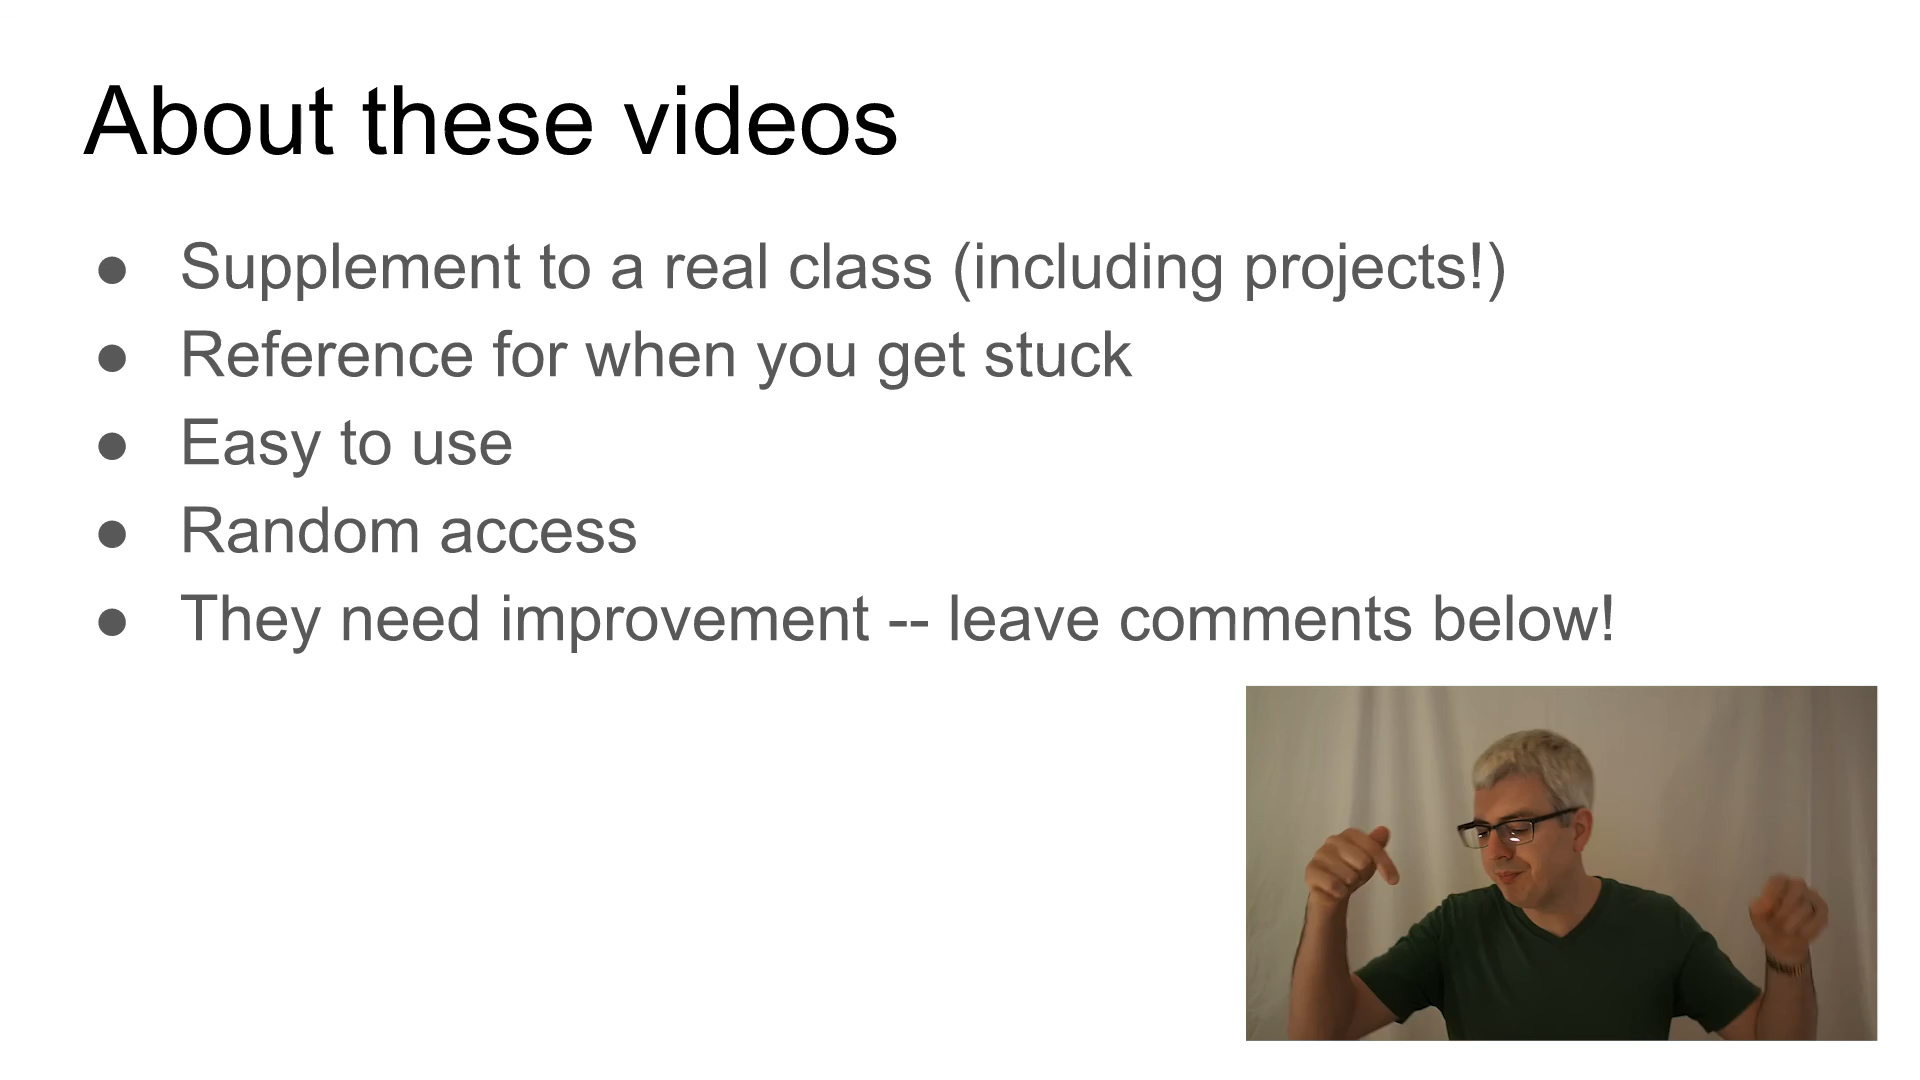 About these videos
● Supplement to a real class (including projects!)
● Reference for when you get stuck
● Easy to use
● Random access
● They need improvement -- leave comments below!